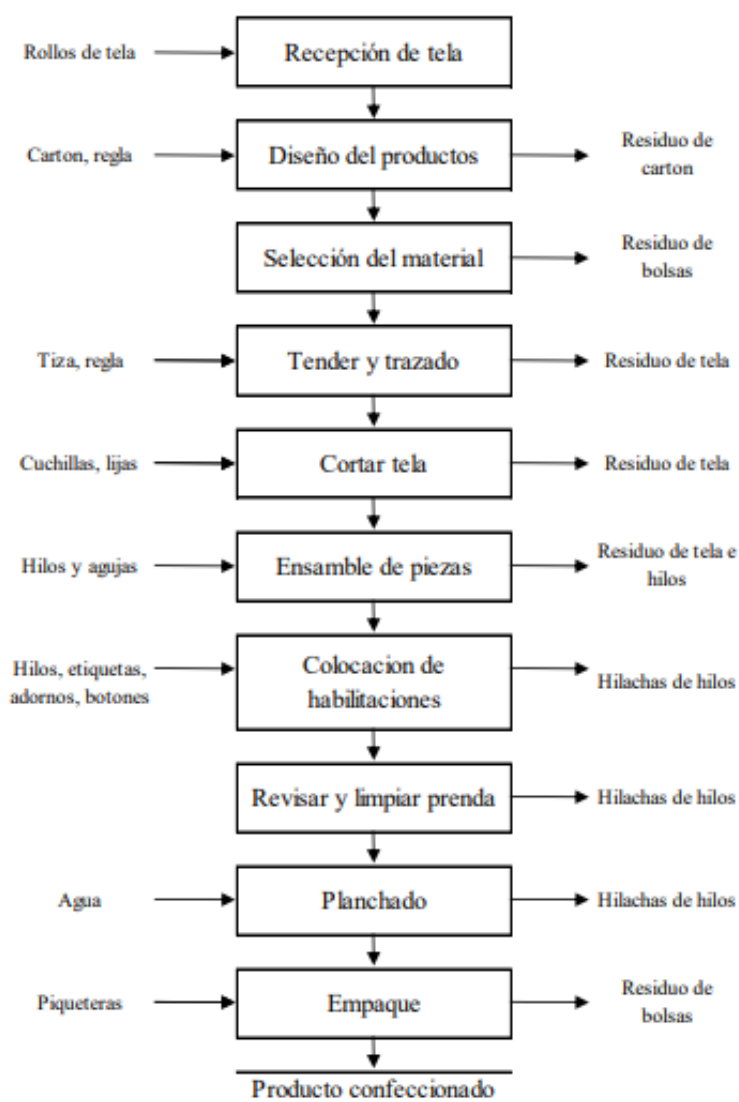 Rollos de tela
Recepción de tela
Carton, regla
Diseño del productos
Residuo de
carton
Selección del material
Residuo de
bolsas
Tiza, regla
Tender y trazado
Residuo de tela
Cuchillas, lijas
Cortar tela
Residuo de tela
Hilos y agujas
Ensamble de piezas
Residuo de tela e
hilos
Hilos, etiquetas,
adornos, botones
Colocacion de
habilitaciones
Hilachas de hilos
Revisar y limpiar prenda
Hilachas de hilos
Agua
Planchado
Hilachas de hilos
Piqueteras
Empaque
Residuo de
bolsas
Producto confeccionado